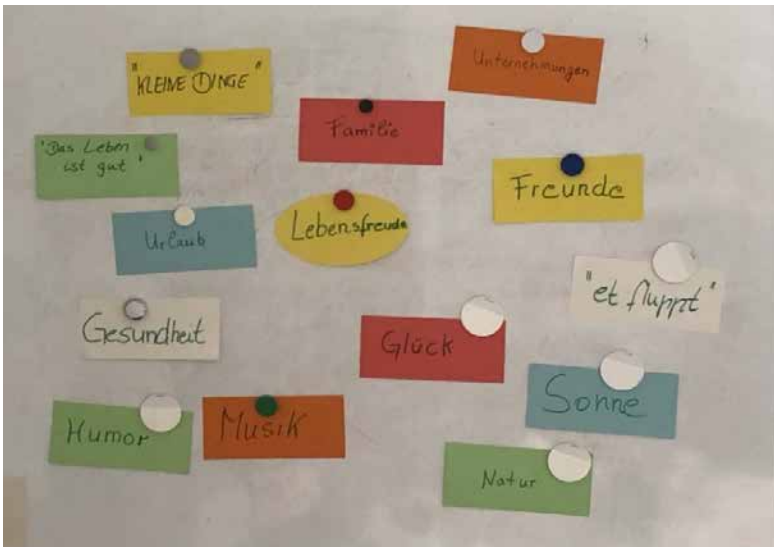 "KLEINE DINGE"
Unternehmungen
Familie
"Das Leben
ist gut"
Freunde
Urlaub
Lebensfreude
"et fluppt"
Gesundheit
Glück
Sonne
Humor
Musik
Natur